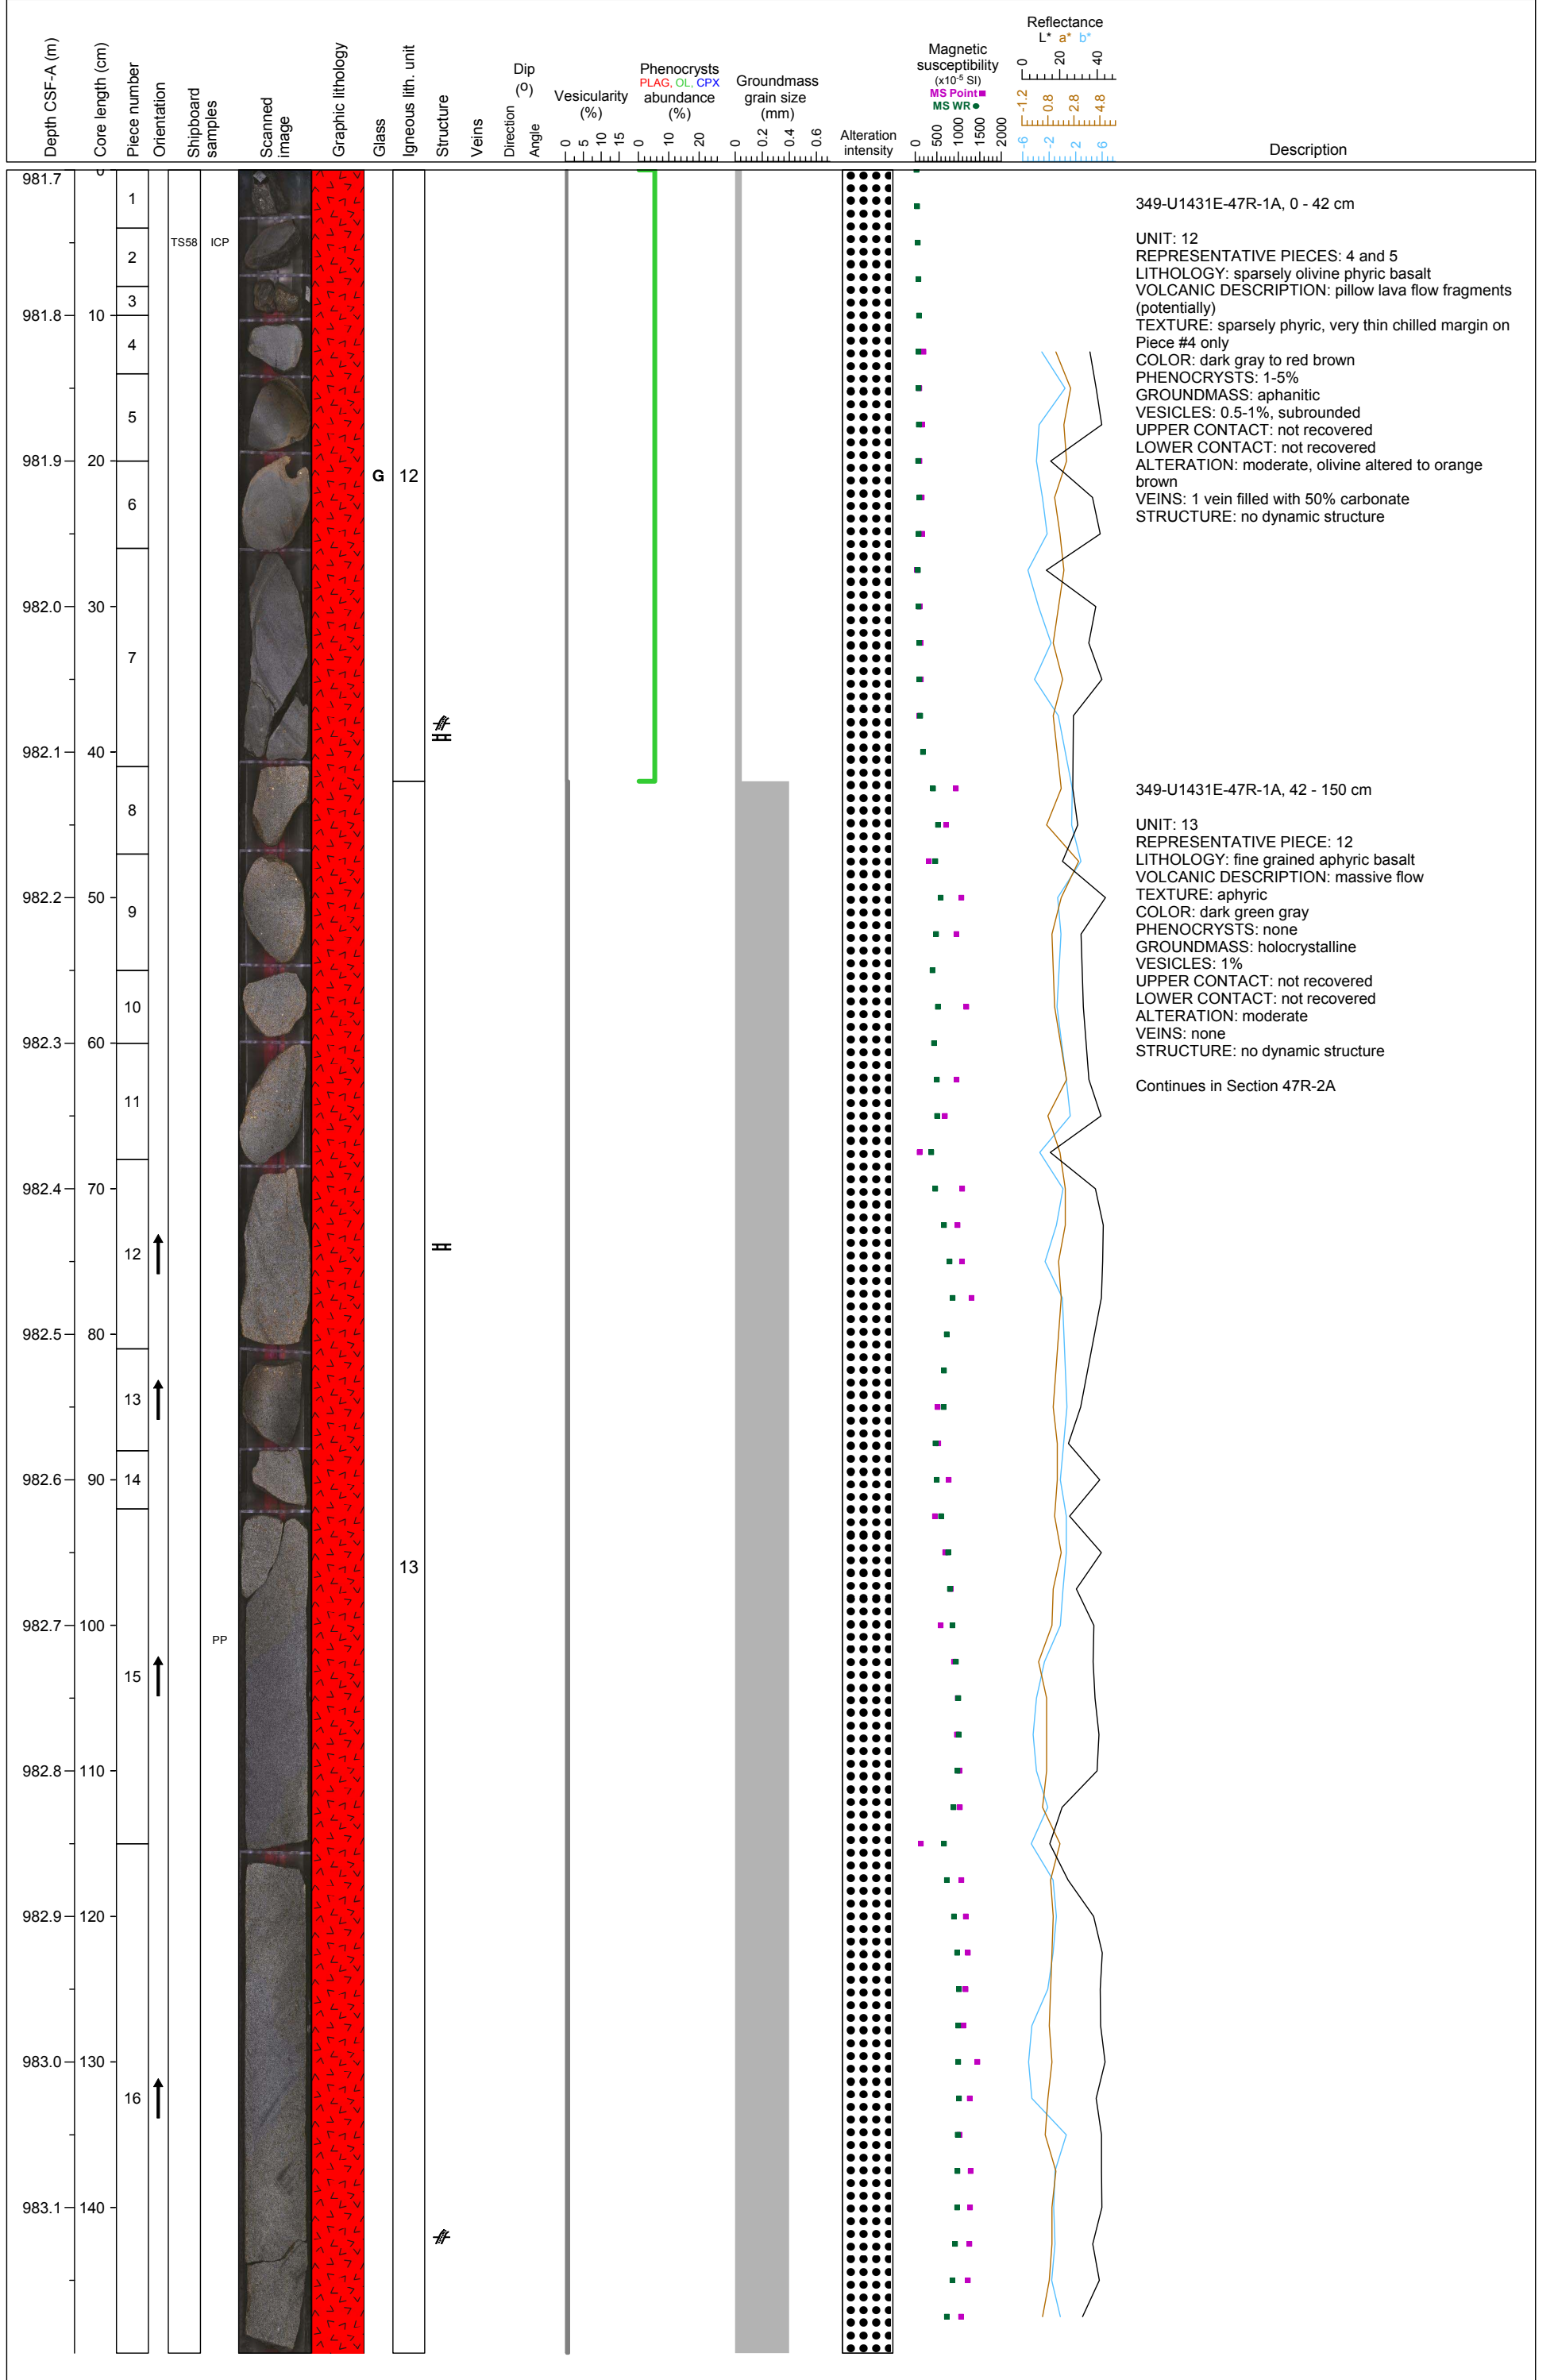 Depth CSF-A (m)
Core length (cm)
Piece number
Orientation
Shipboard
samples
Scanned
image
Graphic lithology
Glass
Igneous lith. unit
Structure
Veins
Dip
(o)
Direction
Angle
Vesicularity
(%)
0 5 10 15
Phenocrysts
PLAG, OL, CPX
abundance
(%)
0 10 20
Groundmass
grain size
(mm)
0 0.2 0.4 0.6
Alteration
intensity
Magnetic
susceptibility
(x10-5 SI)
MS Point
MS WR
0 500 1000 1500 2000
Reflectance
L* a* b*
0 20 40
-1.2 0.8 2.8 4.8
-6 -2 2 6
Description
981.7 0
1
TS58 ICP
2
3
981.8 10
4
5
981.9 20
6
G 12
982.0 30
7
982.1 40
8
982.2 50
9
10
982.3 60
11
982.4 70
12
982.5 80
13
982.6 90
14
13
982.7 100
PP
15
982.8 110
982.9 120
983.0 130
16
983.1 140
349-U1431E-47R-1A, 0 - 42 cm
UNIT: 12
REPRESENTATIVE PIECES: 4 and 5
LITHOLOGY: sparsely olivine phyric basalt
VOLCANIC DESCRIPTION: pillow lava flow fragments
(potentially)
TEXTURE: sparsely phyric, very thin chilled margin on
Piece #4 only
COLOR: dark gray to red brown
PHENOCRYSTS: 1-5%
GROUNDMASS: aphanitic
VESICLES: 0.5-1%, subrounded
UPPER CONTACT: not recovered
LOWER CONTACT: not recovered
ALTERATION: moderate, olivine altered to orange
brown
VEINS: 1 vein filled with 50% carbonate
STRUCTURE: no dynamic structure
349-U1431E-47R-1A, 42 - 150 cm
UNIT: 13
REPRESENTATIVE PIECE: 12
LITHOLOGY: fine grained aphyric basalt
VOLCANIC DESCRIPTION: massive flow
TEXTURE: aphyric
COLOR: dark green gray
PHENOCRYSTS: none
GROUNDMASS: holocrystalline
VESICLES: 1%
UPPER CONTACT: not recovered
LOWER CONTACT: not recovered
ALTERATION: moderate
VEINS: none
STRUCTURE: no dynamic structure
Continues in Section 47R-2A